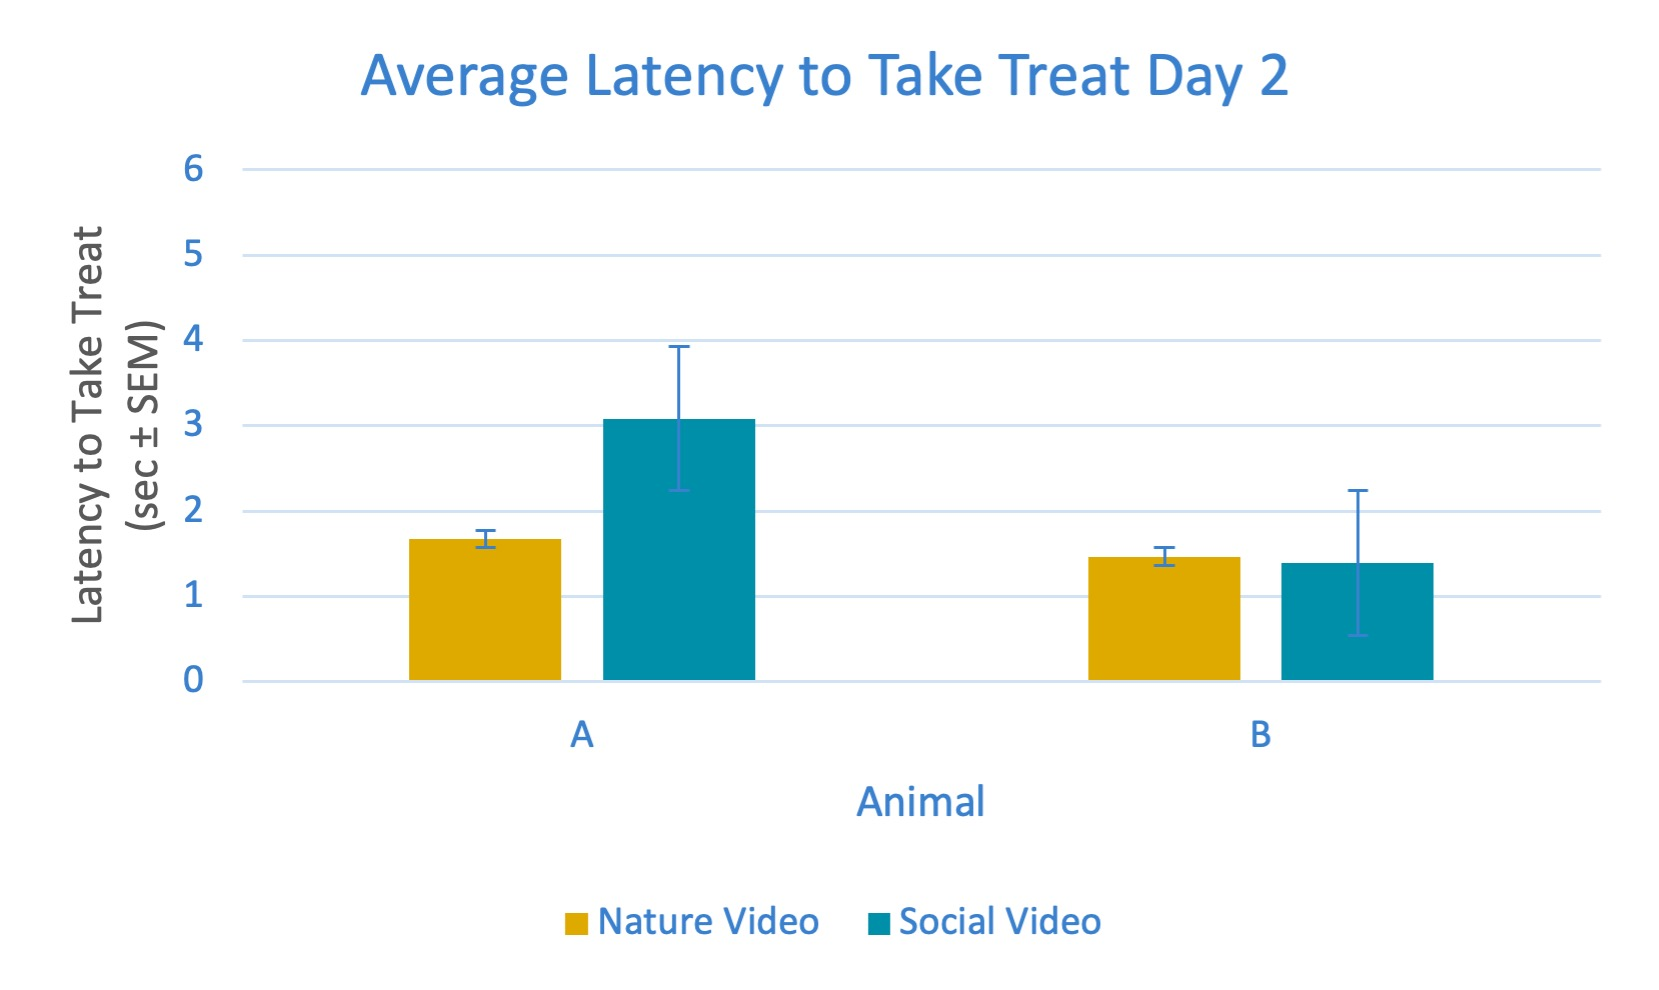 Average Latency to Take Treat Day 2
Latency to Take Treat
(sec ± SEM)
6
5
4
3
2
1
0
A B
Animal
Nature Video Social Video